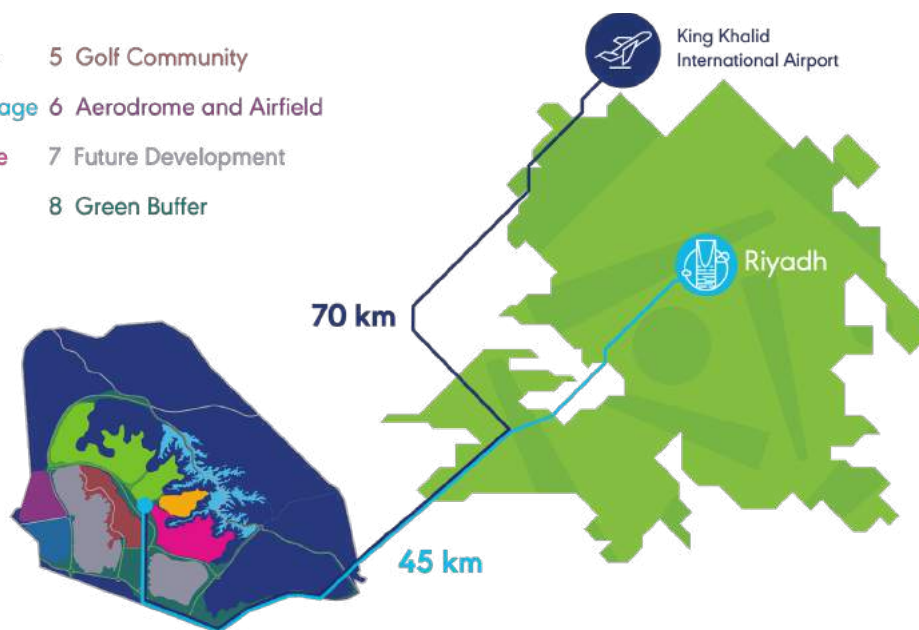 5 Golf Community
6 Aerodrome and Airfield
7 Future Development
8 Green Buffer
King Khalid
International Airport
Riyadh
70 km
45 km